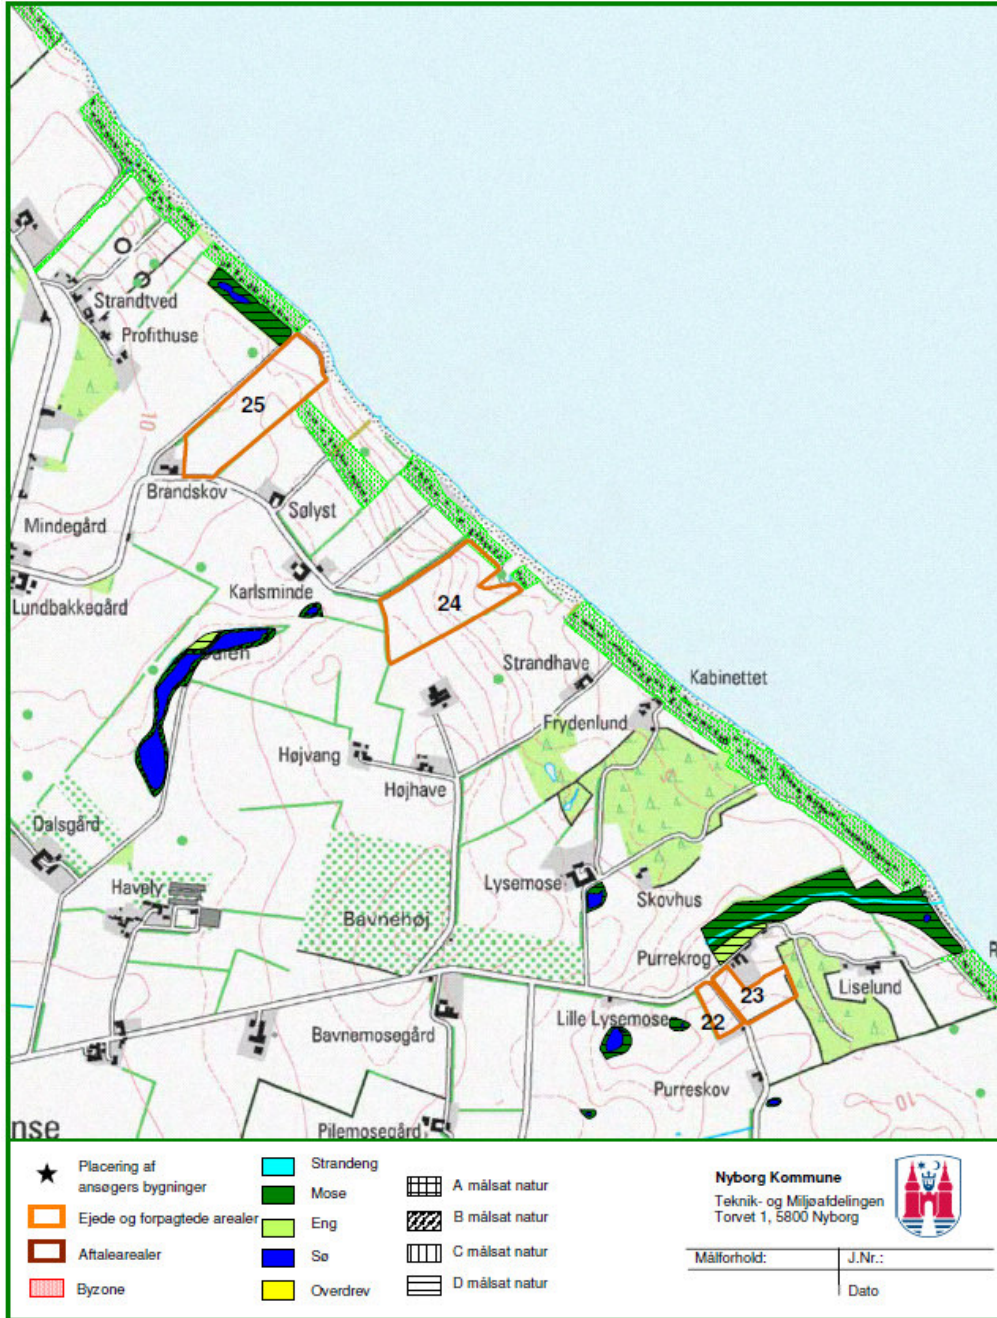 Strandtved
Profithuse
10
25
Brandskov
Sølyst
Mindegård
Karlsminde
Lundbakkegård
24
Strandhave
Kabinettet
Frydenlund
Højvang
Højhave
Dalsgård
Lysemose
Havely
Skovhus
Bavnehøj
Purrekrog
R
23
Liselund
22
Lille Lysemose
Bavnemosegård
Purreskov
10
Pilemosegård
nse
Placering af
ansøgers bygninger
Ejede og forpagtede arealer
Aftalearealer
Byzone
Strandeng
Mose
Eng
Sø
Overdrev
A målsat natur
B målsat natur
C målsat natur
D målsat natur
Nyborg Kommune
Teknik- og Miljøafdelingen
Torvet 1, 5800 Nyborg
Målforhold:
J.Nr.:
Dato